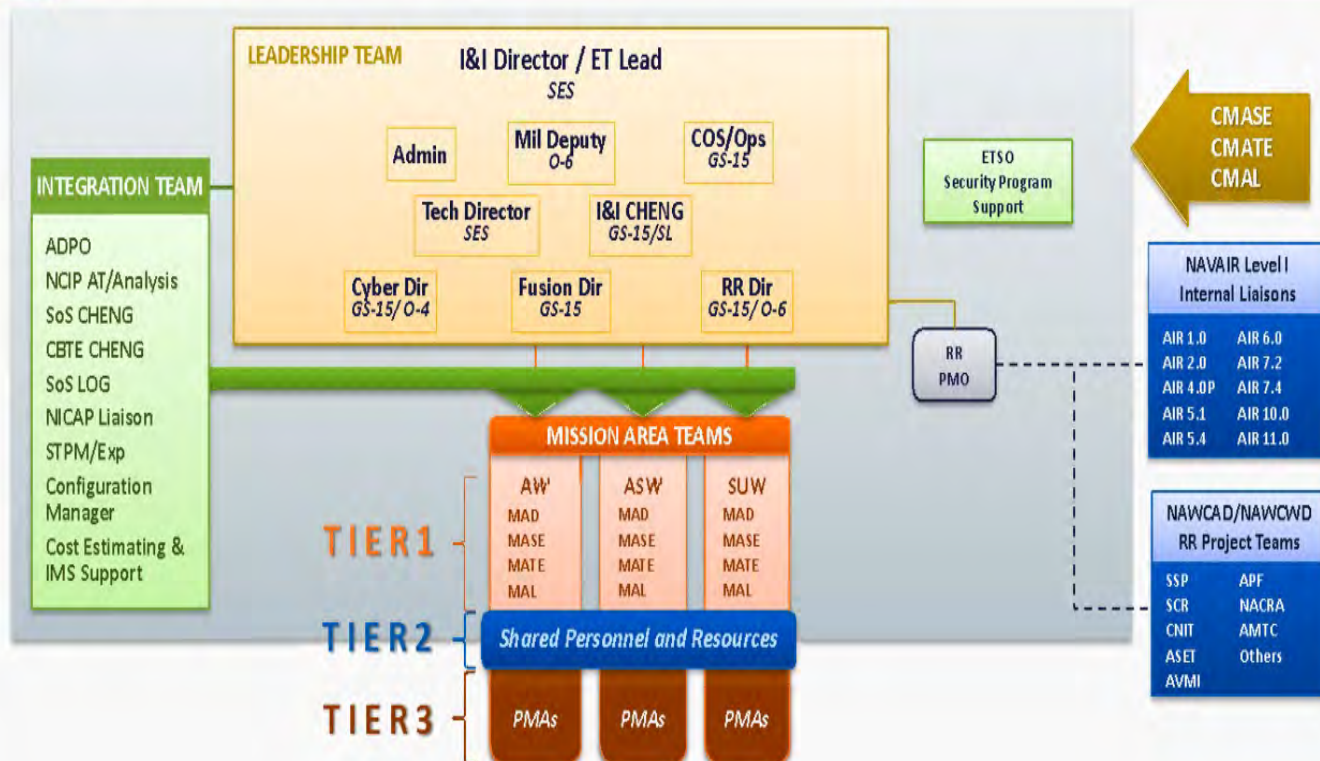 LEADERSHIP TEAM
I&I Director / ET Lead
SES
Admin
Mil Deputy
O-6
COS/Ops
GS-15
Tech Director
SES
I&I CHENG
GS-15/SL
Cyber Dir
GS-15/ O-4
Fusion Dir
GS-15
RR Dir
GS-15/ O-6
INTEGRATION TEAM
ADPO
NCIP AT/Analysis
SoS CHENG
CBTE CHENG
SoS LOG
NICAP Liaison
STPM/Exp
Configuration
Manager
Cost Estimating &
IMS Support
ETSO
Security Program
Support
CMASE
CMATE
CMAL
RR
PMO
NAVAIR Level I
Internal Liaisons
AIR 1.0 AIR 6.0
AIR 2.0 AIR 7.2
AIR 4.0P AIR 7.4
AIR 5.1 AIR 10.0
AIR 5.4 AIR 11.0
NAWCAD/NAWCWD
RR Project Teams
SSP APF
SCR NACRA
CNIT AMTC
ASET Others
AVMI
MISSION AREA TEAMS
TIER1
AW ASW SUW
MAD MAD MAD
MASE MASE MASE
MATE MATE MATE
MAL MAL MAL
TIER2
Shared Personnel and Resources
TIER3
PMAs PMAs PMAs